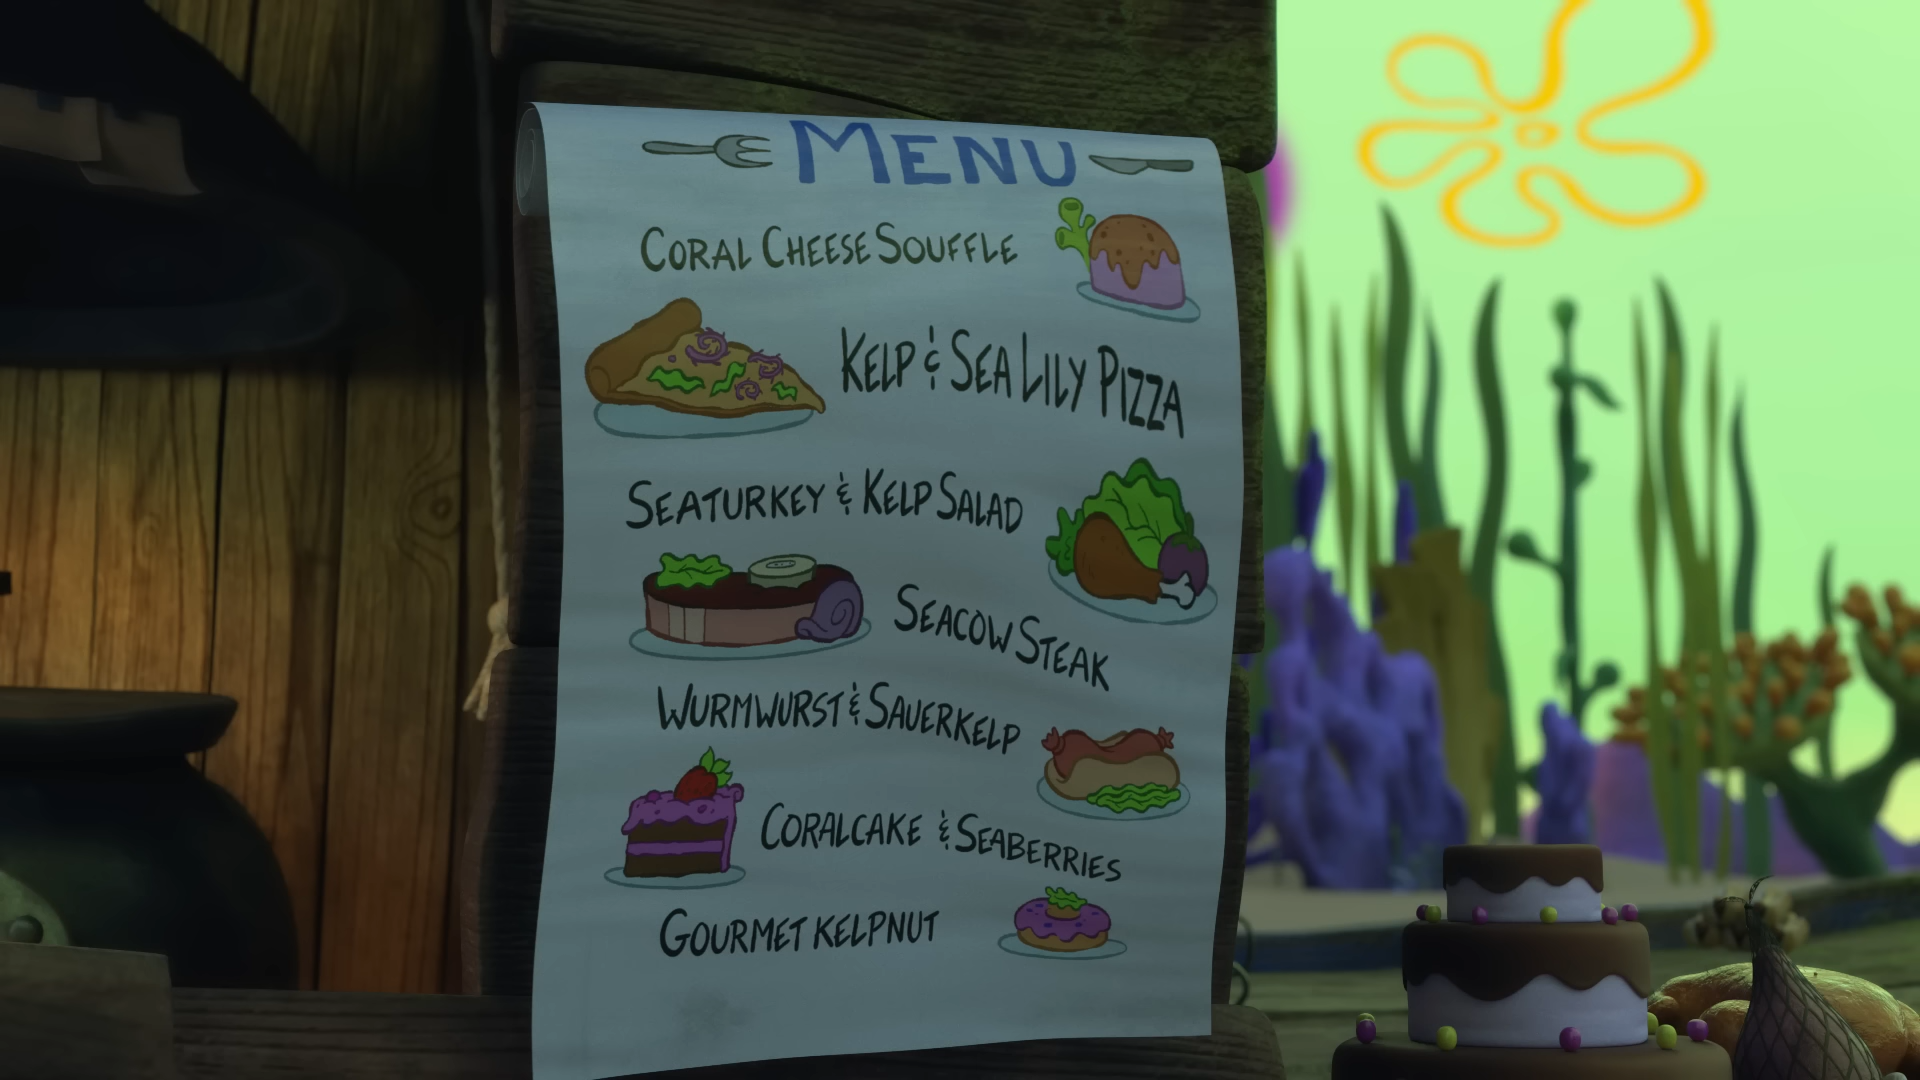 MENU
CORAL CHEESE SOUFFLE
KELP & SEA LILY PIZZA
SEATURKEY & KELP SALAD
SEACOW STEAK
WURMWURST & SAUERKELP
CORALCAKE & SEABERRIES
GOURMET KELPNUT